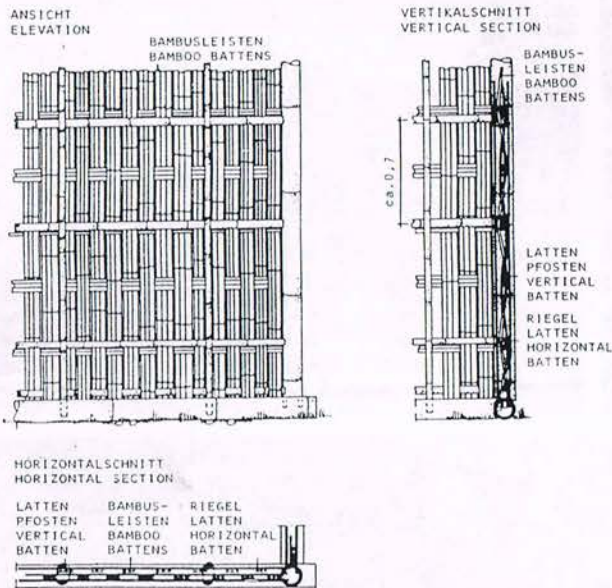 ANSICHT
ELEVATION
BAMBUSLEISTEN
BAMBOO BATTENS
VERTIKALSCHNITT
VERTICAL SECTION
BAMBUS-
LEISTEN
BAMBOO
BATTENS
ca.0,7
LATTEN
PFOSTEN
VERTICAL
BATTEN
RIEGEL
LATTEN
HORIZONTAL
BATTEN
HORIZONTALSCHNITT
HORIZONTAL SECTION
LATTEN
PFOSTEN
VERTICAL
BATTEN
BAMBUS-
LEISTEN
BAMBOO
BATTENS
RIEGEL
LATTEN
HORIZONTAL
BATTEN